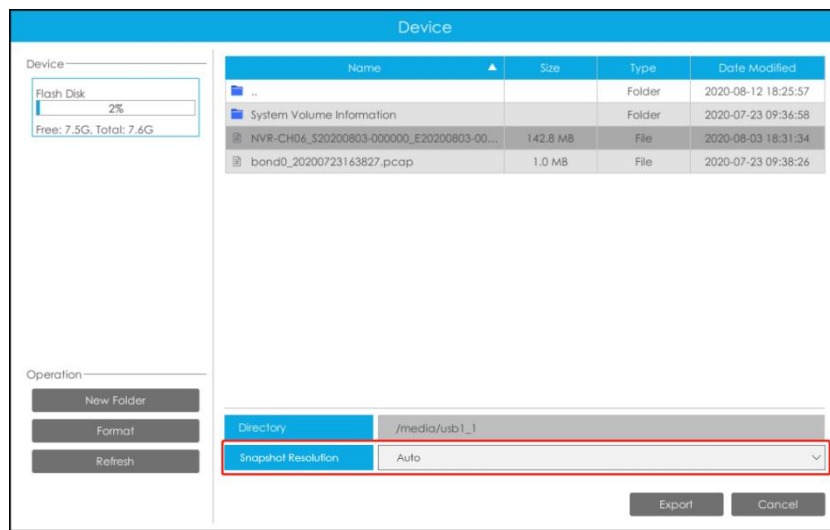 Device
Device
Flash Disk
2%
Free: 7.5G, Total: 7.6G
Name Size Type Date Modified
.. Folder 2020-08-12 18:25:57
System Volume Information Folder 2020-07-23 09:36:58
NVR-CH06_S20200803-000000_E20200803-00... 142.8 MB File 2020-08-03 18:31:34
bond0_20200723163827.pcap 1.0 MB File 2020-07-23 09:38:26
Operation
New Folder
Format
Refresh
Directory /media/usb1_1
Snapshot Resolution Auto
Export Cancel